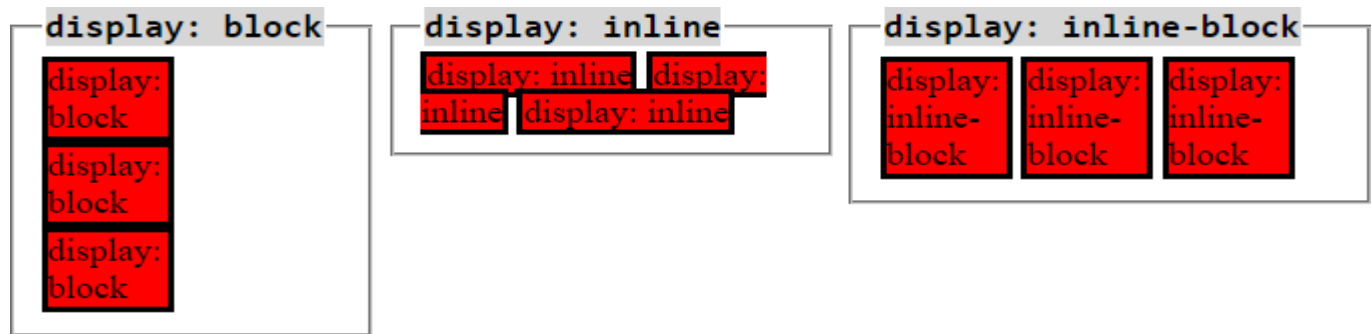 display: block
display:
block
display:
block
display:
block
display: inline
display: inline display:
inline display: inline
display: inline-block
display:
inline-
block
display:
inline-
block
display:
inline-
block